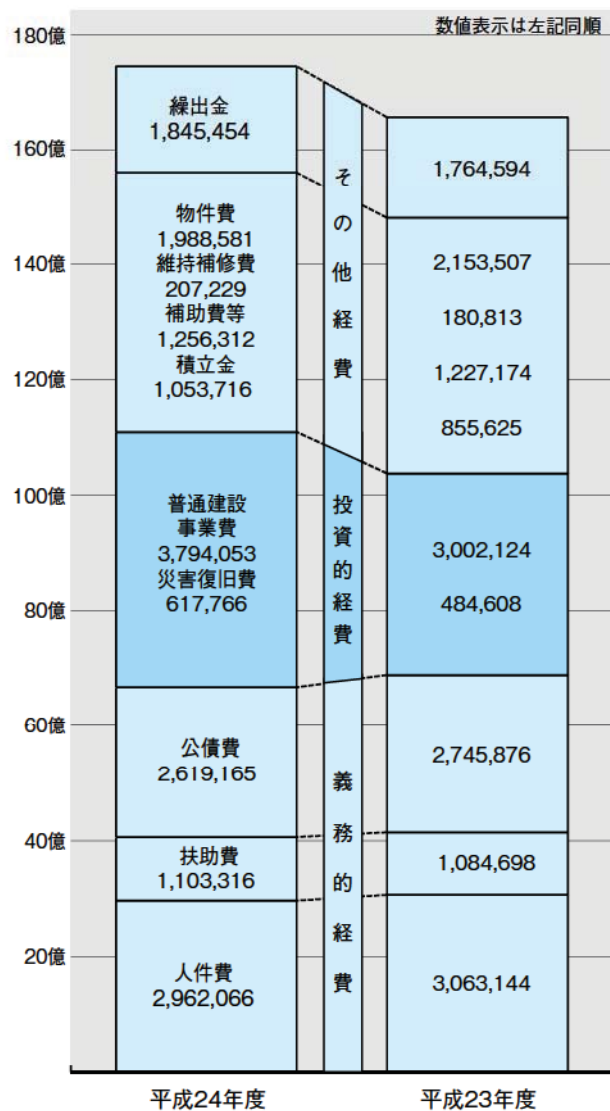 数値表示は左記同順
180億
160億
140億
120億
100億
80億
60億
40億
20億
繰出金
1,845,454
物件費
1,988,581
維持補修費
207,229
補助費等
1,256,312
積立金
1,053,716
普通建設
事業費
3,794,053
災害復旧費
617,766
公債費
2,619,165
扶助費
1,103,316
人件費
2,962,066
その他経費
投資的経費
義務的経費
1,764,594
2,153,507
180,813
1,227,174
855,625
3,002,124
484,608
2,745,876
1,084,698
3,063,144
平成24年度
平成23年度